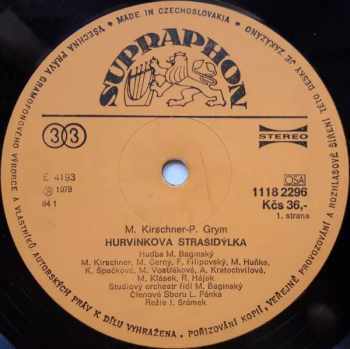 MADE IN CZECHOSLOVAKIA • VŠECHNA PRÁVA GRAMOFONOVÉHO VÝROBCE A VLASTNÍKŮ AUTORSKÝCH PRÁV K DÍLU VYHRAŽENA. POŘIZOVÁNÍ KOPIÍ, VEŘEJNÉ PROVOZOVÁNÍ A ROZHLASOVÉ ŠÍŘENÍ TÉTO DESKY JE ZAKÁZÁNO
SUPRAPHON
33
STEREO
4193
℗ 1978
84 1
OSA
1118 2296
Kčs 36,-
1. strana
M. Kirschner-P. Grym
HURVÍNKOVA STRAŠIDÝLKA
Hudba M. Baginský
M. Kirschner, M. Černý, F. Filipovský, M. Huňka,
K. Špačková, M. Vostřáková, A. Kratochvílová,
M. Klásek, R. Hájek
Studiový orchestr řídí M. Baginský
Členové Sboru L. Pánka
Režie I. Šrámek